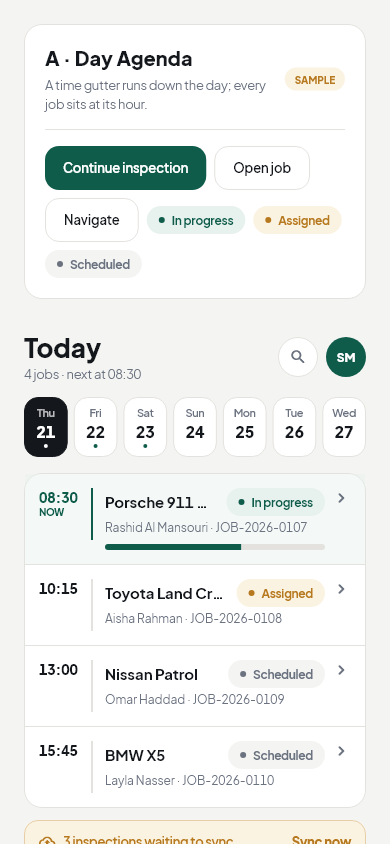 A · Day Agenda
A time gutter runs down the day; every
job sits at its hour.
SAMPLE
Continue inspection
Open job
Navigate
In progress
Assigned
Scheduled
Today
4 jobs · next at 08:30
SM
Thu
21
Fri
22
Sat
23
Sun
24
Mon
25
Tue
26
Wed
27
08:30
NOW
Porsche 911 ...
In progress
Rashid Al Mansouri · JOB-2026-0107
10:15
Toyota Land Cr...
Assigned
Aisha Rahman · JOB-2026-0108
13:00
Nissan Patrol
Scheduled
Omar Haddad · JOB-2026-0109
15:45
BMW X5
Scheduled
Layla Nasser · JOB-2026-0110
3 inspections waiting to sync
Sync now